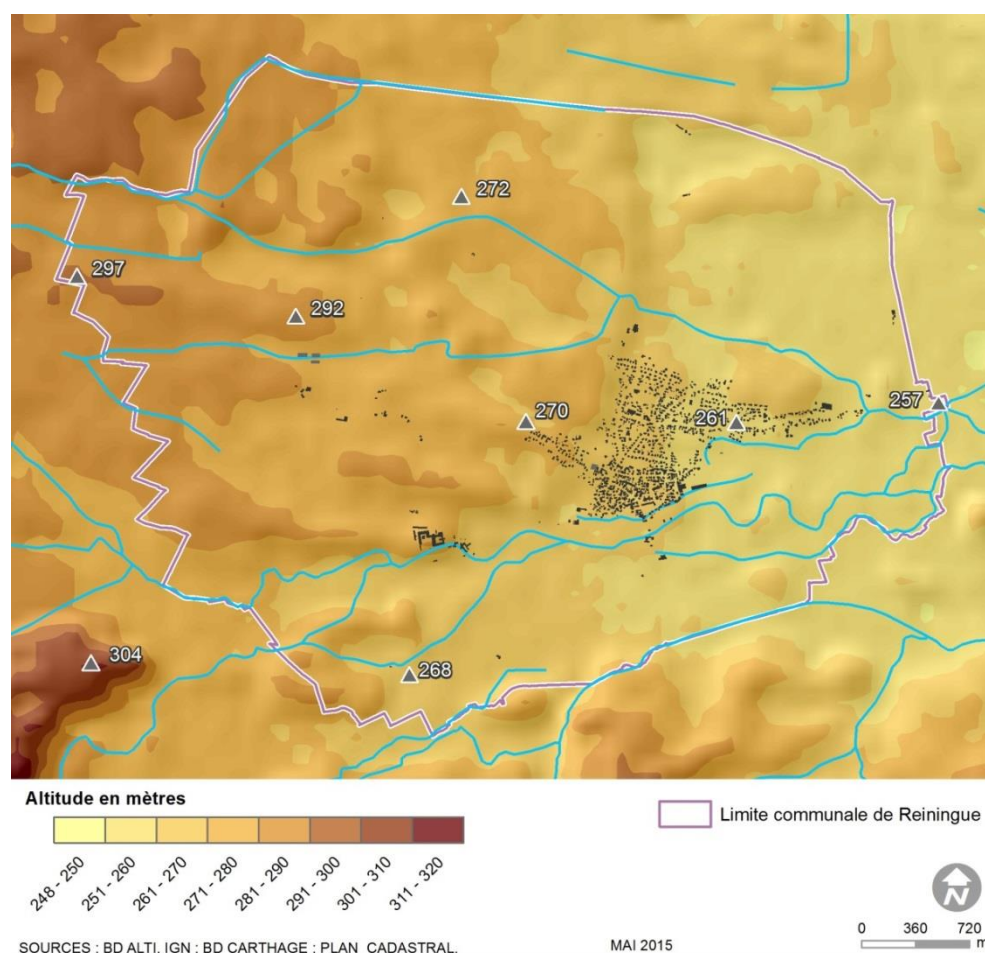 272
297
292
270
261
257
304
268
Altitude en mètres
248 - 250
251 - 260
261 - 270
271 - 280
281 - 290
291 - 300
301 - 310
311 - 320
Limite communale de Reiningue
N
0 360 720
m
SOURCES : BD ALTI, IGN ; BD CARTHAGE ; PLAN CADASTRAL.
MAI 2015